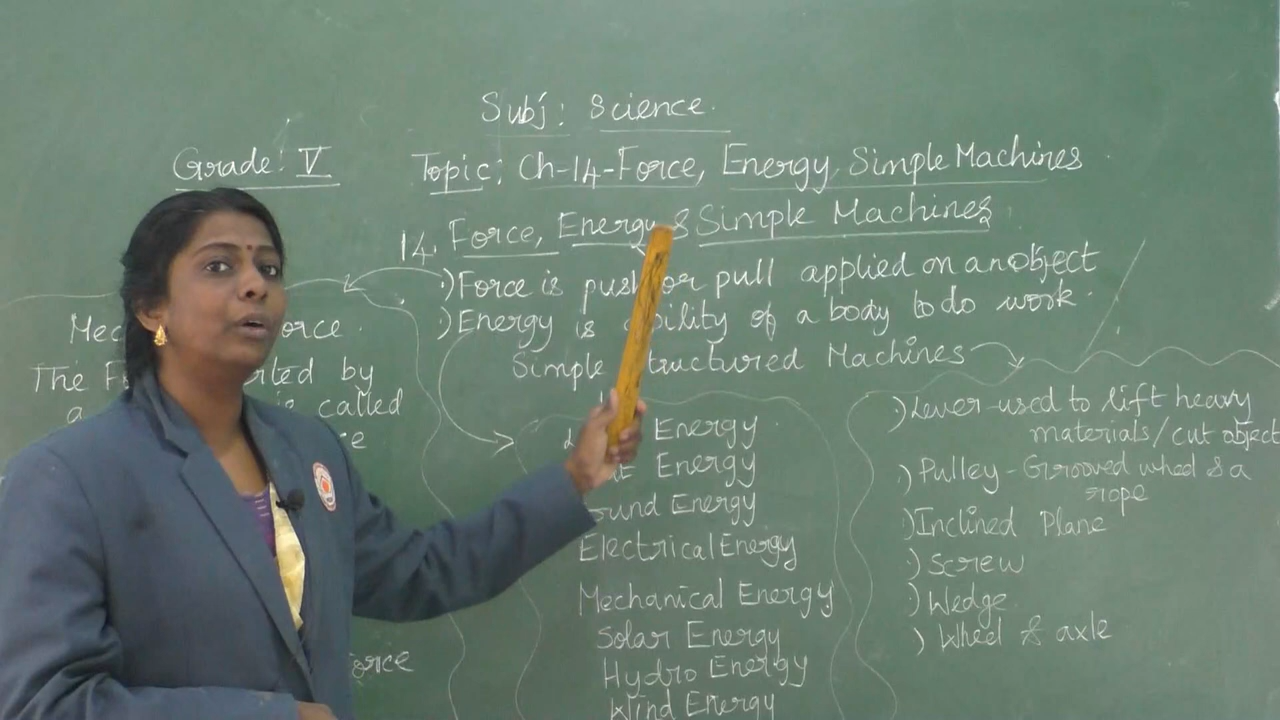 Subj: Science.
Grade: V
Topic: Ch-14-Force, Energy, Simple Machines
14. Force, Energy & Simple Machines
·) Force is push or pull applied on an object
·) Energy is ability of a body to do work.
Simple Structured Machines
The
by
a is called
Energy
Energy
Sound Energy
Electrical Energy
Mechanical Energy
Solar Energy
Hydro Energy
Wind Energy
·) Lever - used to lift heavy
materials/cut object
·) Pulley - Grooved wheel & a
rope
·) Inclined Plane
·) Screw
·) Wedge
·) Wheel & axle